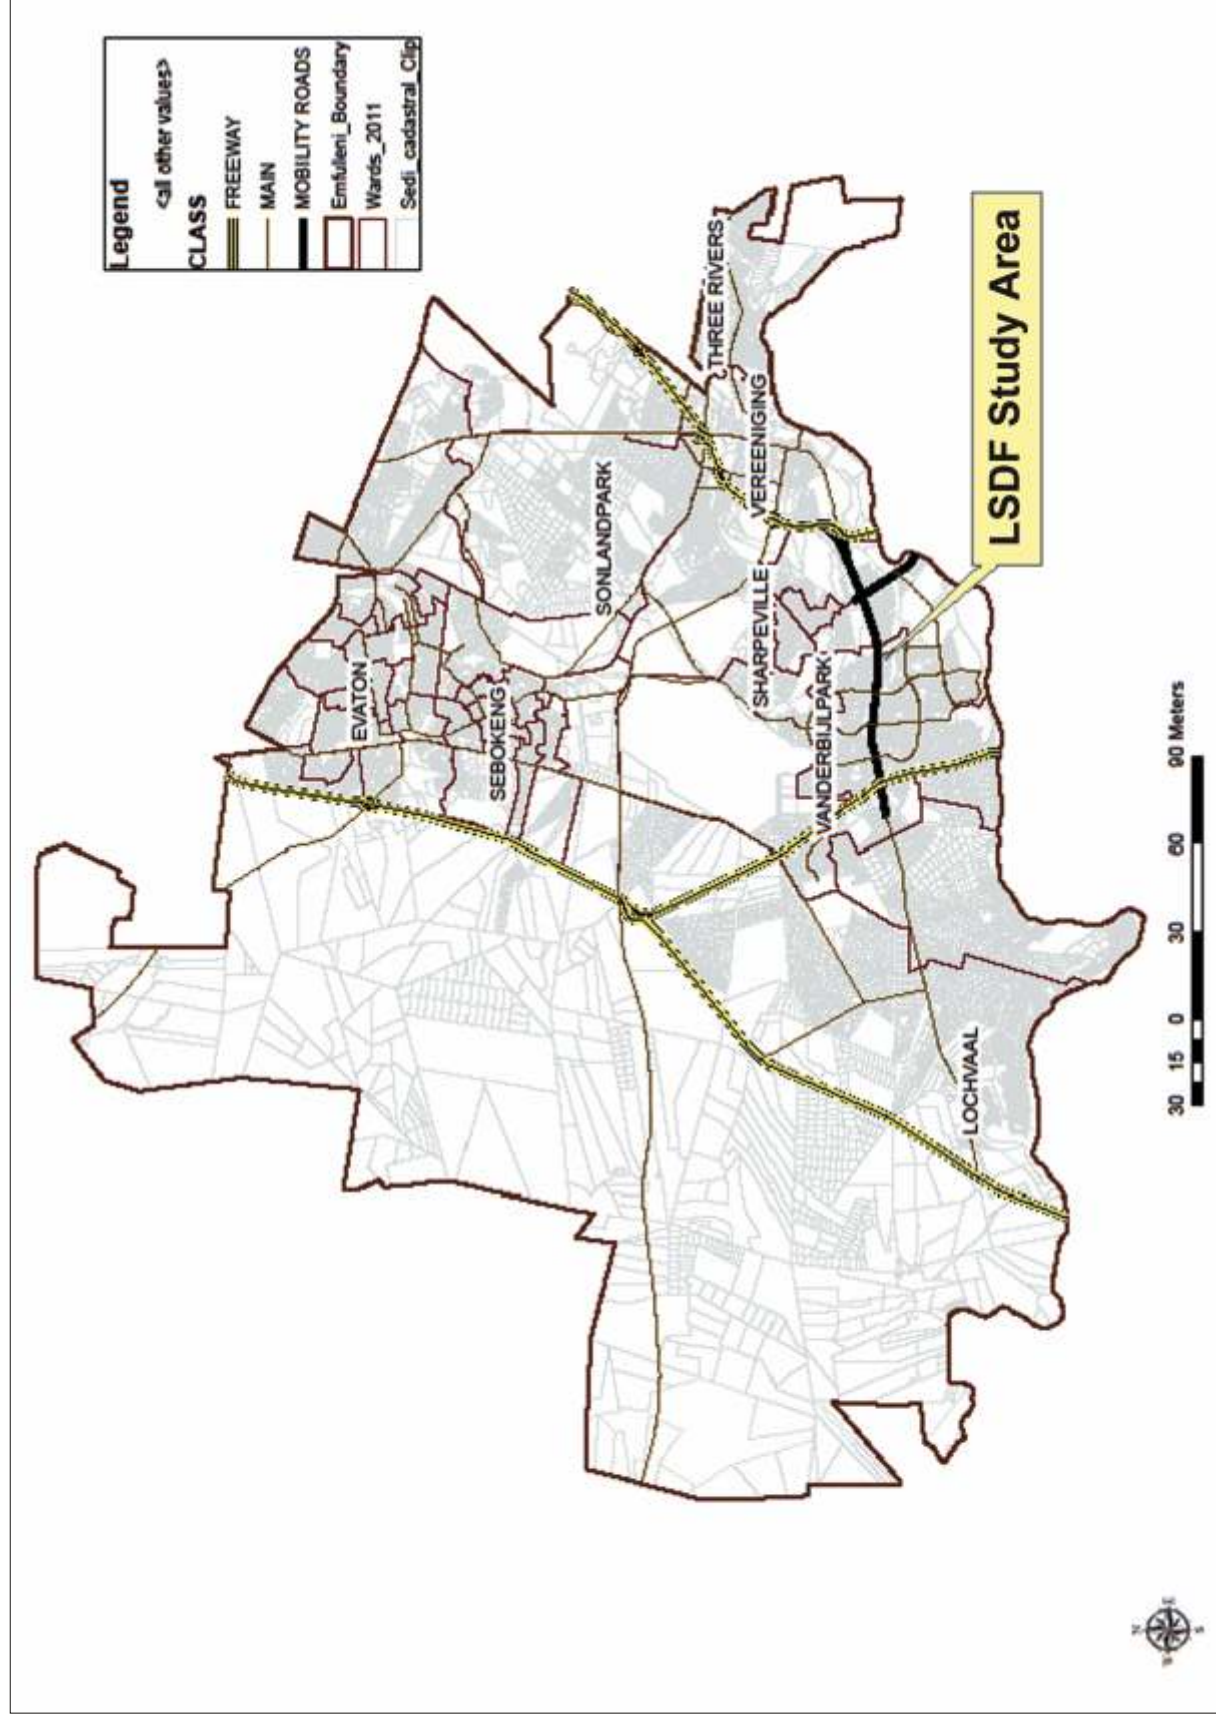 Legend
<all other values>
CLASS
FREEWAY
MAIN
MOBILITY ROADS
Emfuleni_Boundary
Wards_2011
Sedi_cadastral_Clip
EVATON
SEBOKENG
SONLANDPARK
THREE RIVERS
VEREENIGING
SHARPEVILLE
VANDERBIJLPARK
LOCHVAAL
LSDF Study Area
30 15 0 30 60 90 Meters
N
S